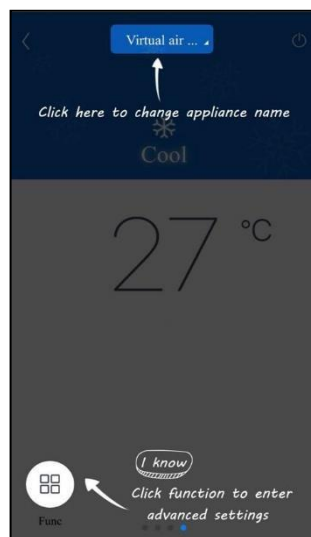 Virtual air ...
Click here to change appliance name
Cool
27 °C
I know
Click function to enter
advanced settings
Func